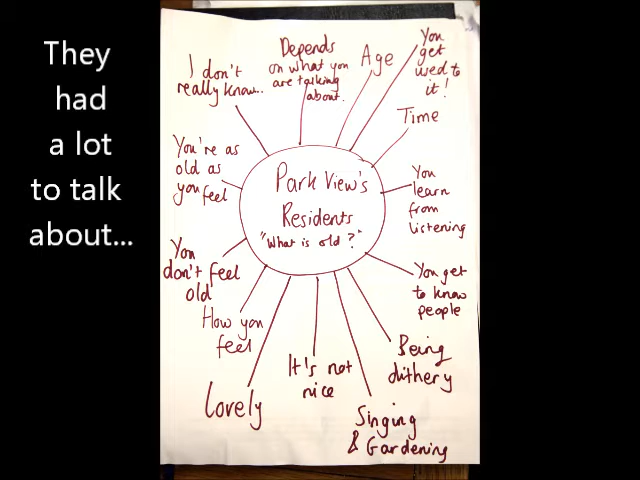 They
had
a lot
to talk
about...
Depends
on what you
are talking
about.
Age
You
get
used to
it!
Time
You
learn
from
listening
You get
to know
people
Being
dithery
Singing
& Gardening
It's not
nice
Lovely
How you
feel
You
don't feel
old
You're as
old as
you feel
I don't
really know...
Park View's
Residents
"What is old?"